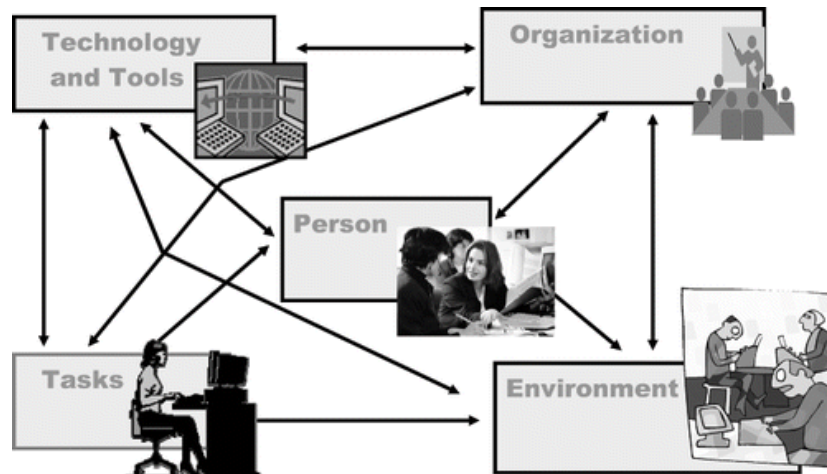 Technology
and Tools
Organization
Person
Tasks
Environment